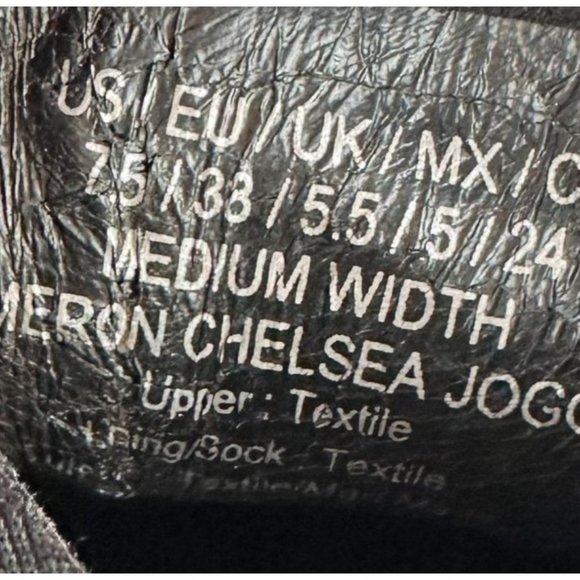 US / EU / UK / MX / C
7.5 / 38 / 5.5 / 5 / 24
MEDIUM WIDTH
MERON CHELSEA JOGG
Upper : Textile
Lining/Sock Textile
Textile/